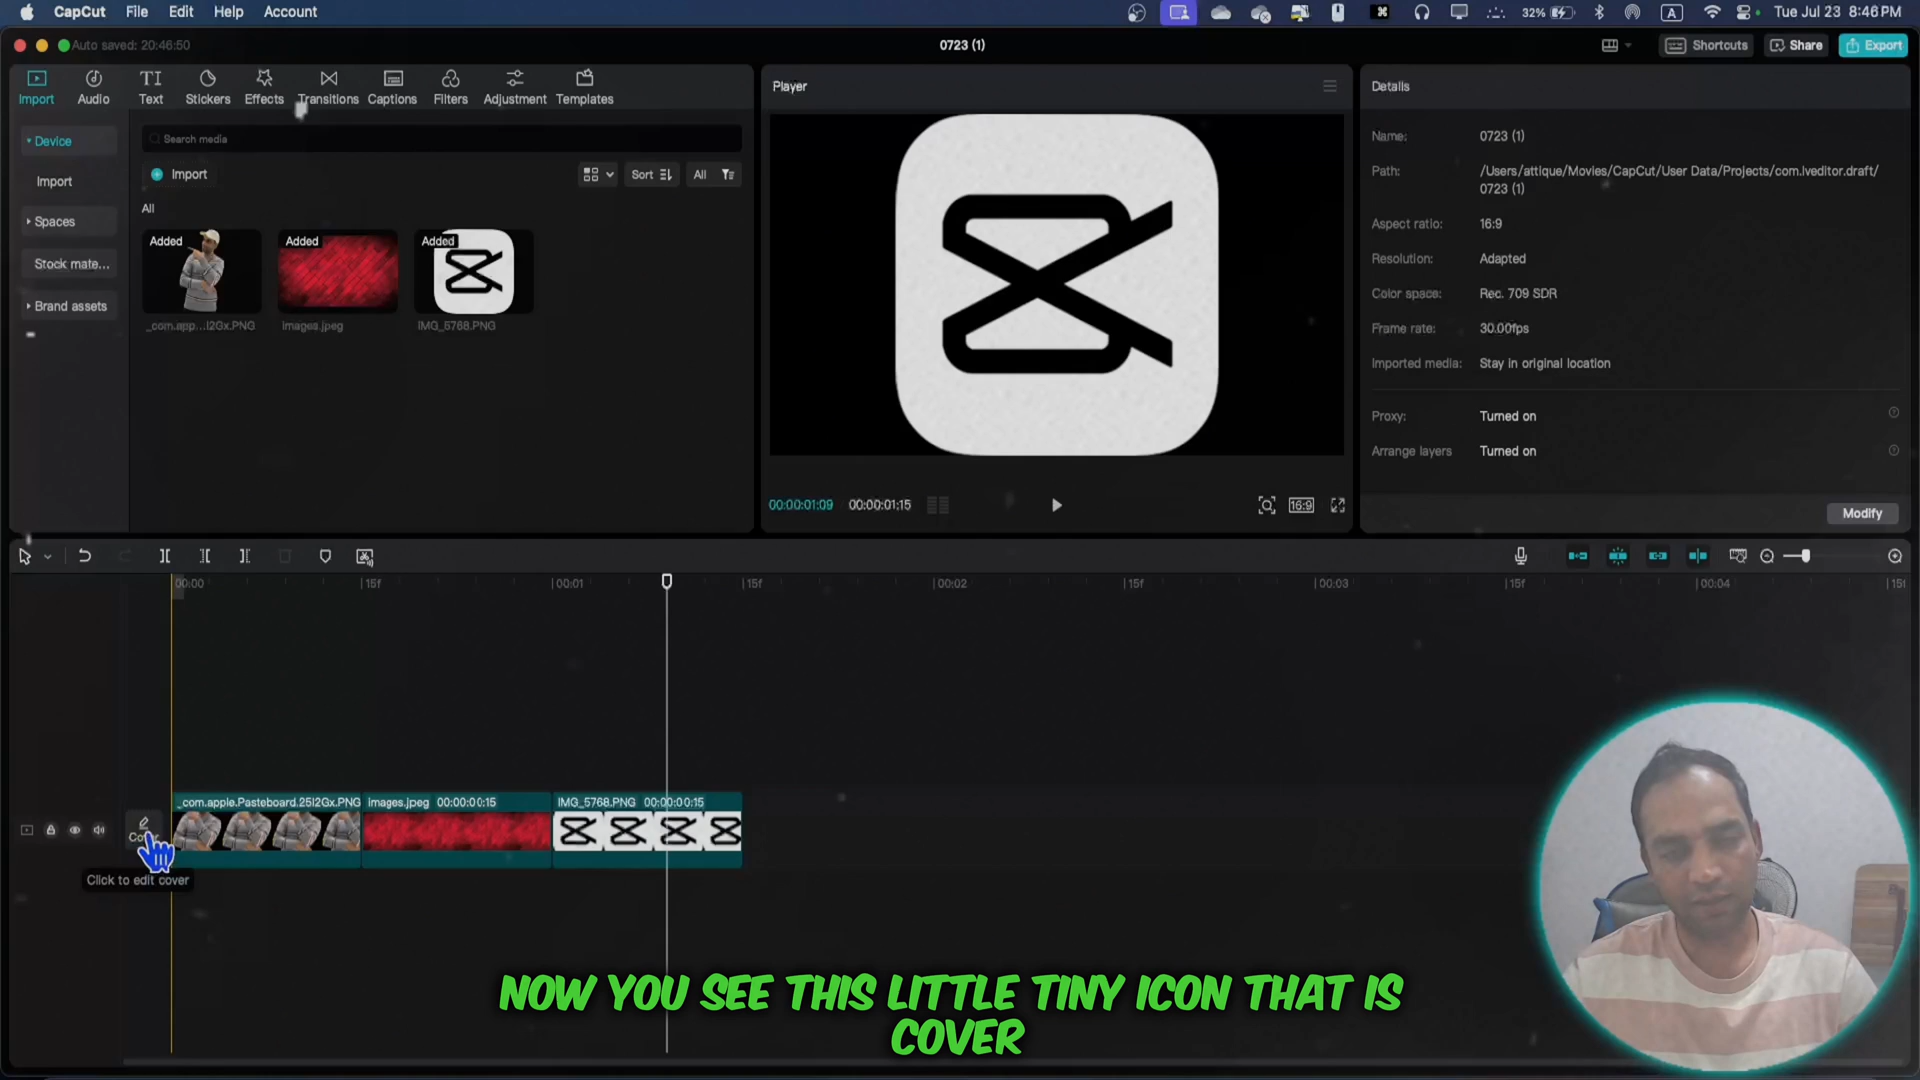 CapCut File Edit Help Account
32% A Tue Jul 23 8:46 PM
Auto saved: 20:46:50
0723 (1)
Shortcuts Share Export
Import Audio Text Stickers Effects Transitions Captions Filters Adjustment Templates
TI
Device
Import
Spaces
Stock mate...
Brand assets
Search media
Import
Sort All
All
Added Added Added
_com.app...I2Gx.PNG images.jpeg IMG_5768.PNG
Player
00:00:01:09 00:00:01:15
16:9
Details
Name: 0723 (1)
Path: /Users/attique/Movies/CapCut/User Data/Projects/com.lveditor.draft/
0723 (1)
Aspect ratio: 16:9
Resolution: Adapted
Color space: Rec. 709 SDR
Frame rate: 30.00fps
Imported media: Stay in original location
Proxy: Turned on
Arrange layers Turned on
Modify
00:00 15f 00:01 15f 00:02 15f 00:03 15f 00:04 15f
_com.apple.Pasteboard.25I2Gx.PNG images.jpeg 00:00:00:15 IMG_5768.PNG 00:00:00:15
Cover
Click to edit cover
NOW YOU SEE THIS LITTLE TINY ICON THAT IS
COVER